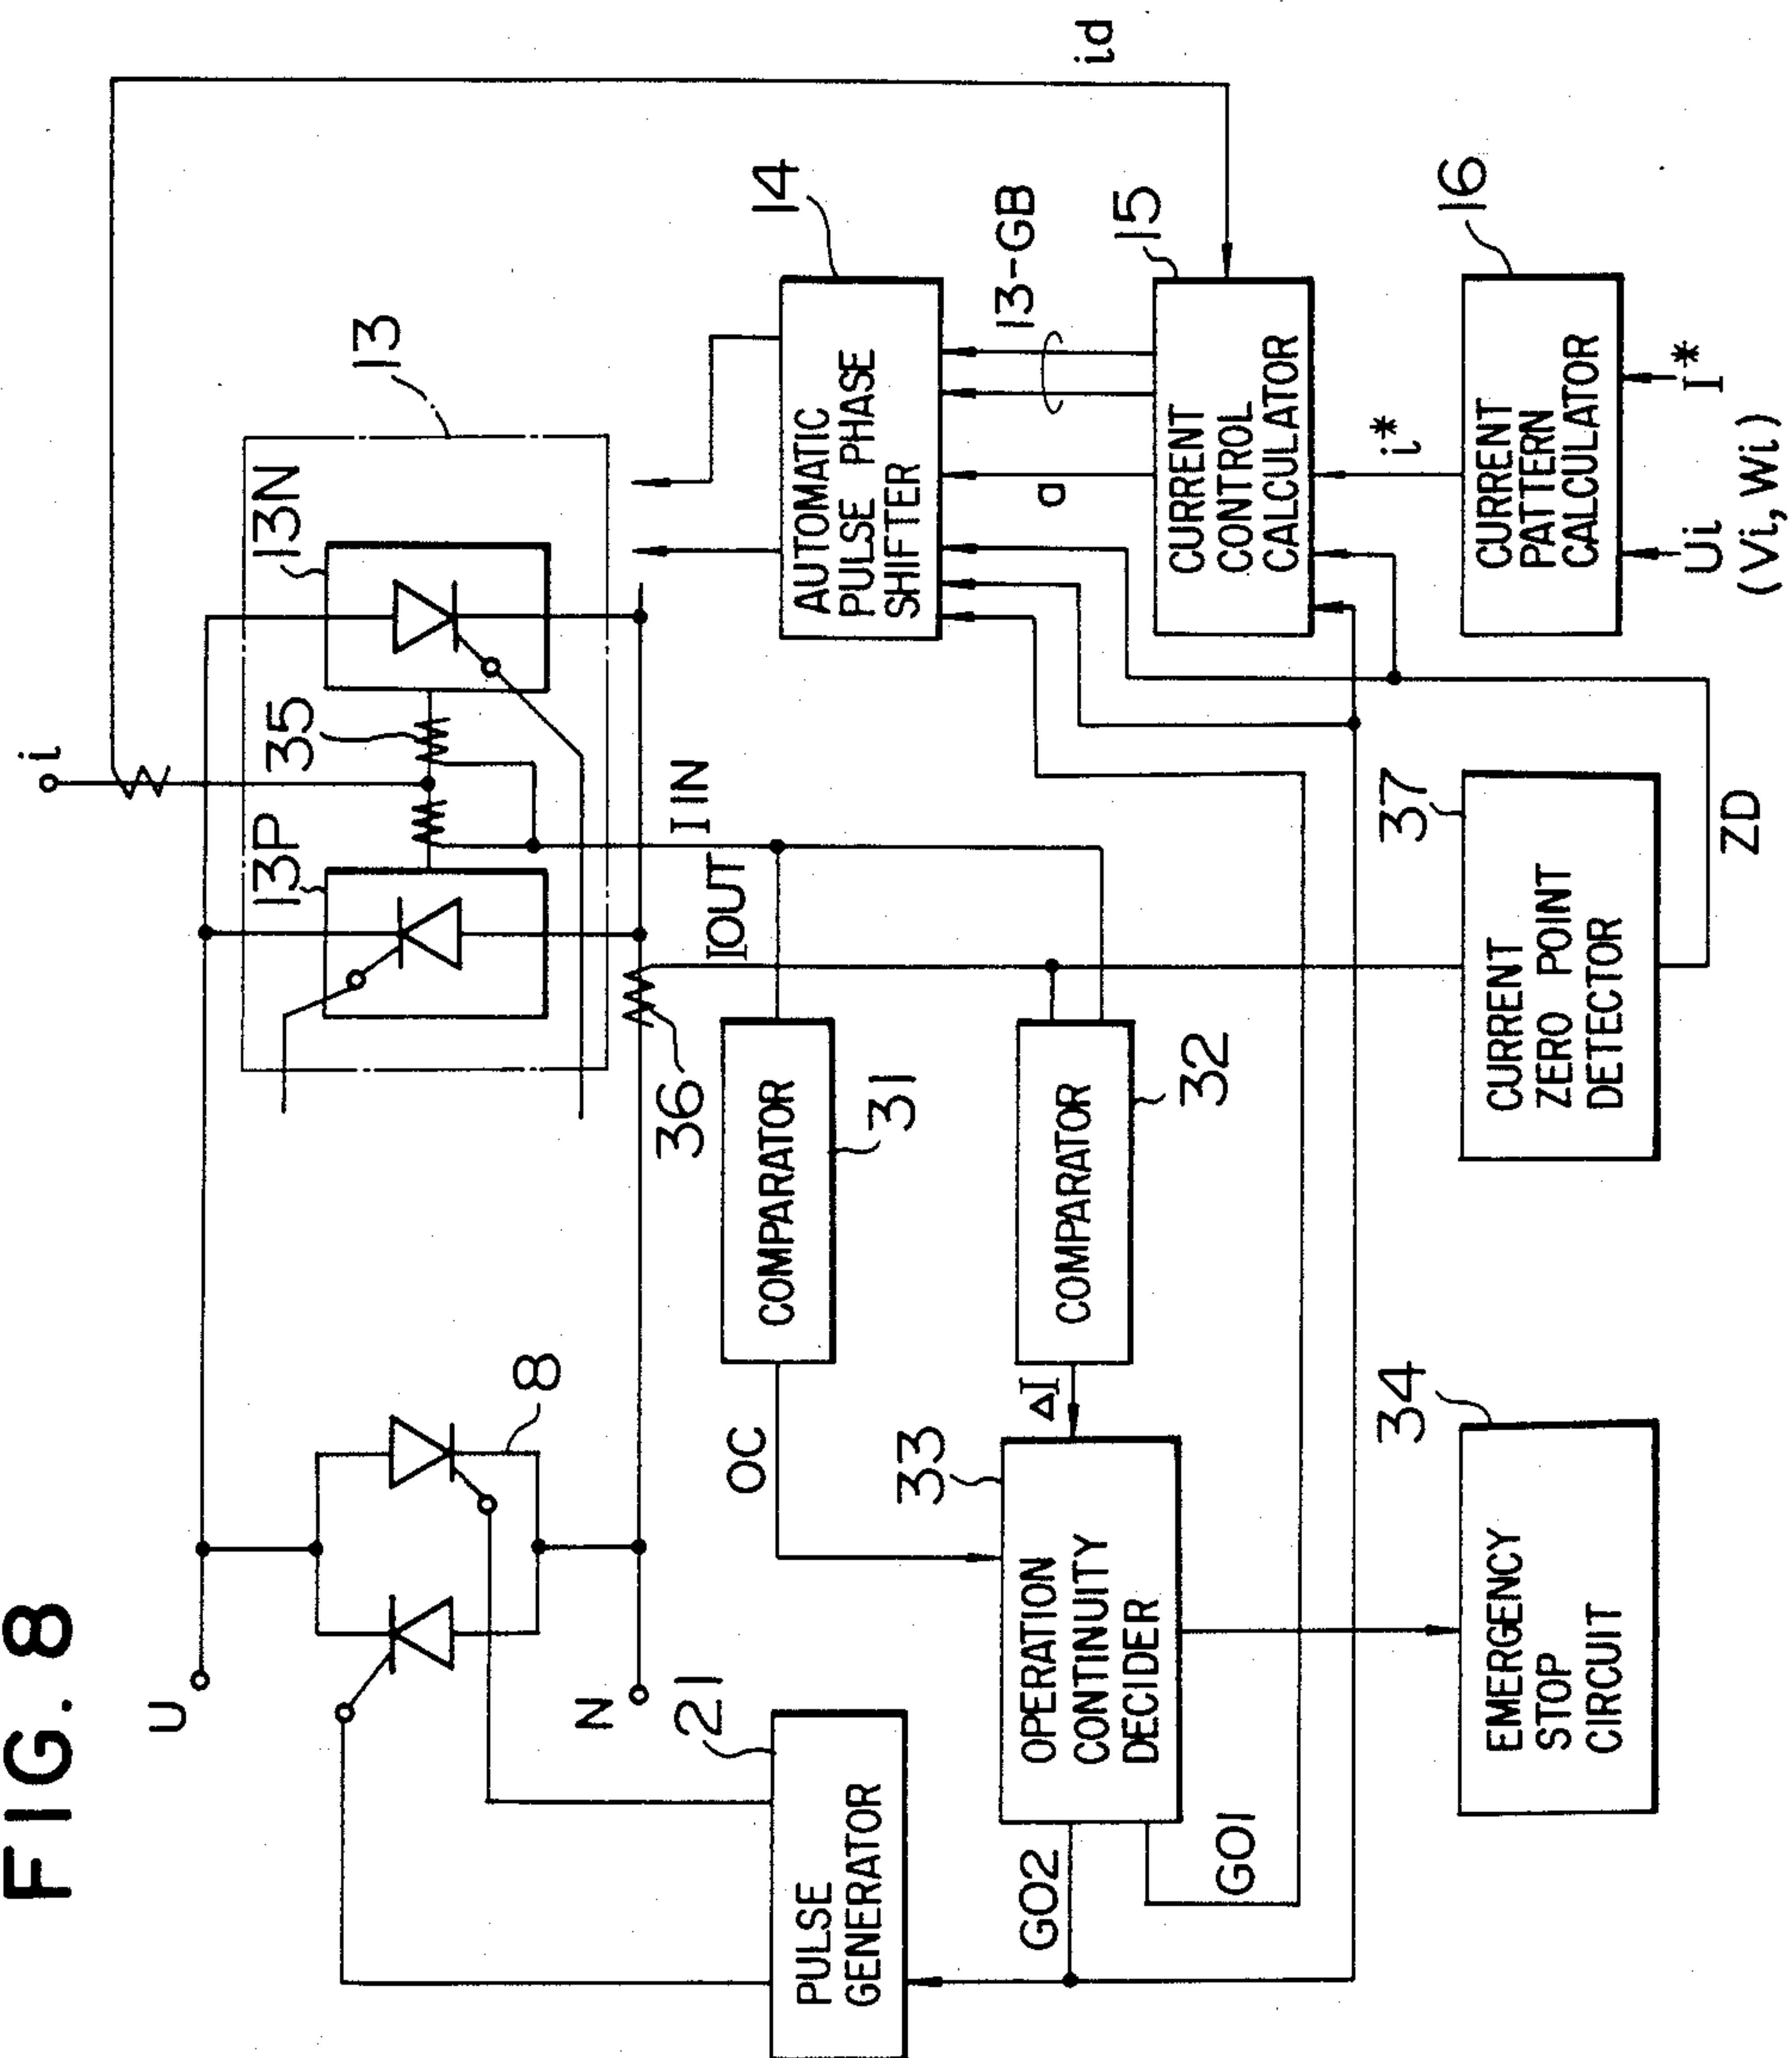 FIG. 8
U
N
8
21
PULSE
GENERATOR
i
13
13P
13N
35
36
IOUT
IIN
id
COMPARATOR
31
COMPARATOR
32
OC
ΔI
33
OPERATION
CONTINUITY
DECIDER
GO2
GO1
34
EMERGENCY
STOP
CIRCUIT
37
CURRENT
ZERO POINT
DETECTOR
ZD
14
AUTOMATIC
PULSE PHASE
SHIFTER
13-GB
a
15
CURRENT
CONTROL
CALCULATOR
i*
16
CURRENT
PATTERN
CALCULATOR
Ui
(Vi, Wi)
I*